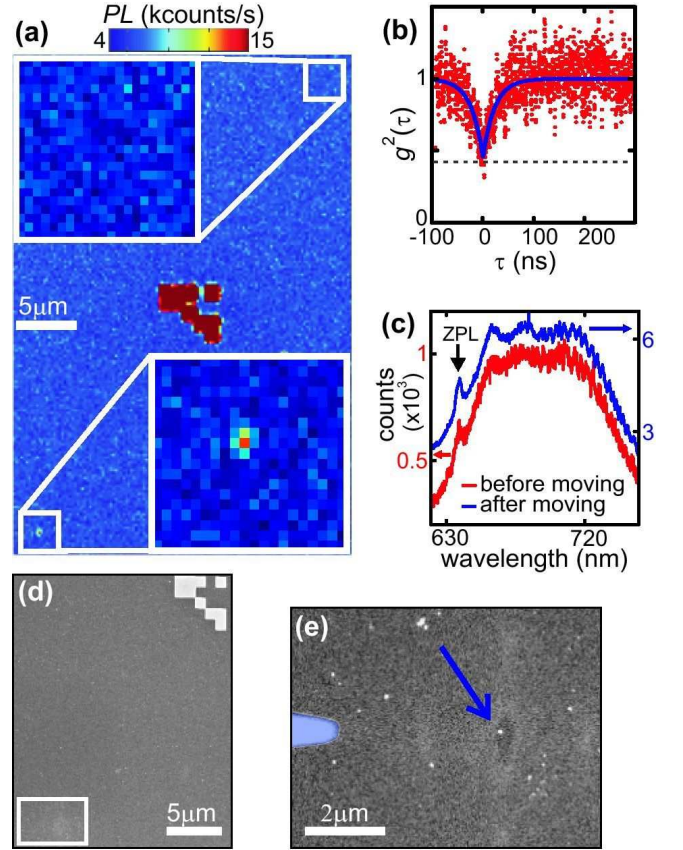 (a)
PL (kcounts/s)
4
15
5μm
(b)
g²(τ)
1
0
-100
0
100
200
τ (ns)
(c)
ZPL
counts
(x10³)
1
0.5
6
3
before moving
after moving
630
720
wavelength (nm)
(d)
5μm
(e)
2μm